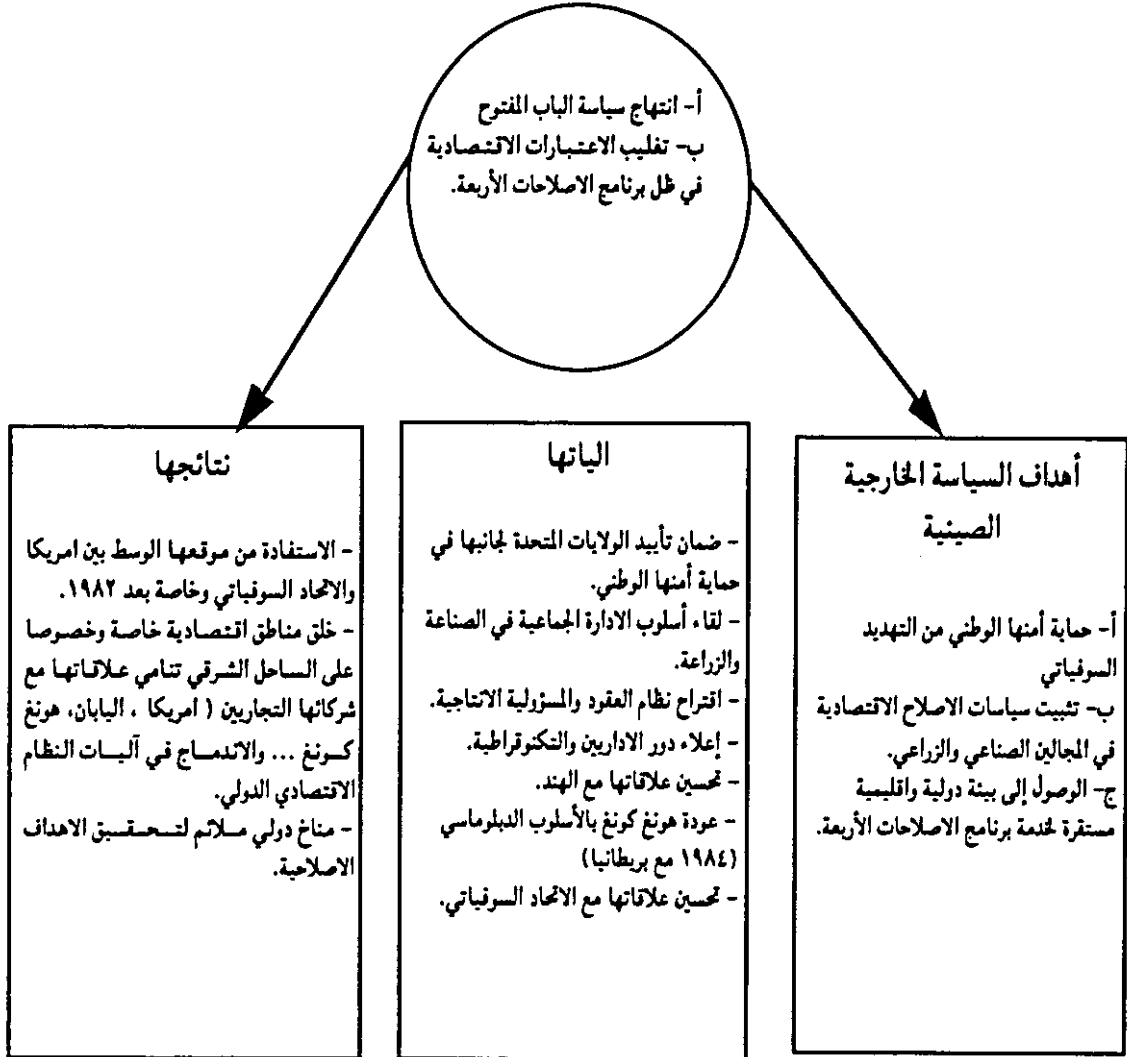 أ- انتهاج سياسة الباب المفتوح
ب- تغليب الاعتبارات الاقتصادية
في ظل برنامج الاصلاحات الأربعة.
أهداف السياسة الخارجية
الصينية
أ- حماية أمنها الوطني من التهديد
السوفياتي
ب- تثبيت سياسات الاصلاح الاقتصادية
في المجالين الصناعي والزراعي.
ج- الوصول إلى بيئة دولية واقليمية
مستقرة لخدمة برنامج الاصلاحات الأربعة.
الياتها
- ضمان تأييد الولايات المتحدة لجانبها في
حماية أمنها الوطني.
- لقاء أسلوب الادارة الجماعية في الصناعة
والزراعة.
- اقتراح نظام العقود والمسؤولية الانتاجية.
- إعلاء دور الاداريين والتكنوقراطية.
- تحسين علاقاتها مع الهند.
- عودة هونغ كونغ بالأسلوب الدبلوماسي
(١٩٨٤ مع بريطانيا)
- تحسين علاقاتها مع الاتحاد السوفياتي.
نتائجها
- الاستفادة من موقعها الوسط بين امريكا
والاتحاد السوفياتي وخاصة بعد ١٩٨٢.
- خلق مناطق اقتصادية خاصة وخصوصا
على الساحل الشرقي تنامي علاقاتها مع
شركائها التجاريين ( امريكا ، اليابان، هونغ
كونغ ... والاندماج في آليات النظام
الاقتصادي الدولي.
- مناخ دولي ملائم لتحقيق الاهداف
الاصلاحية.